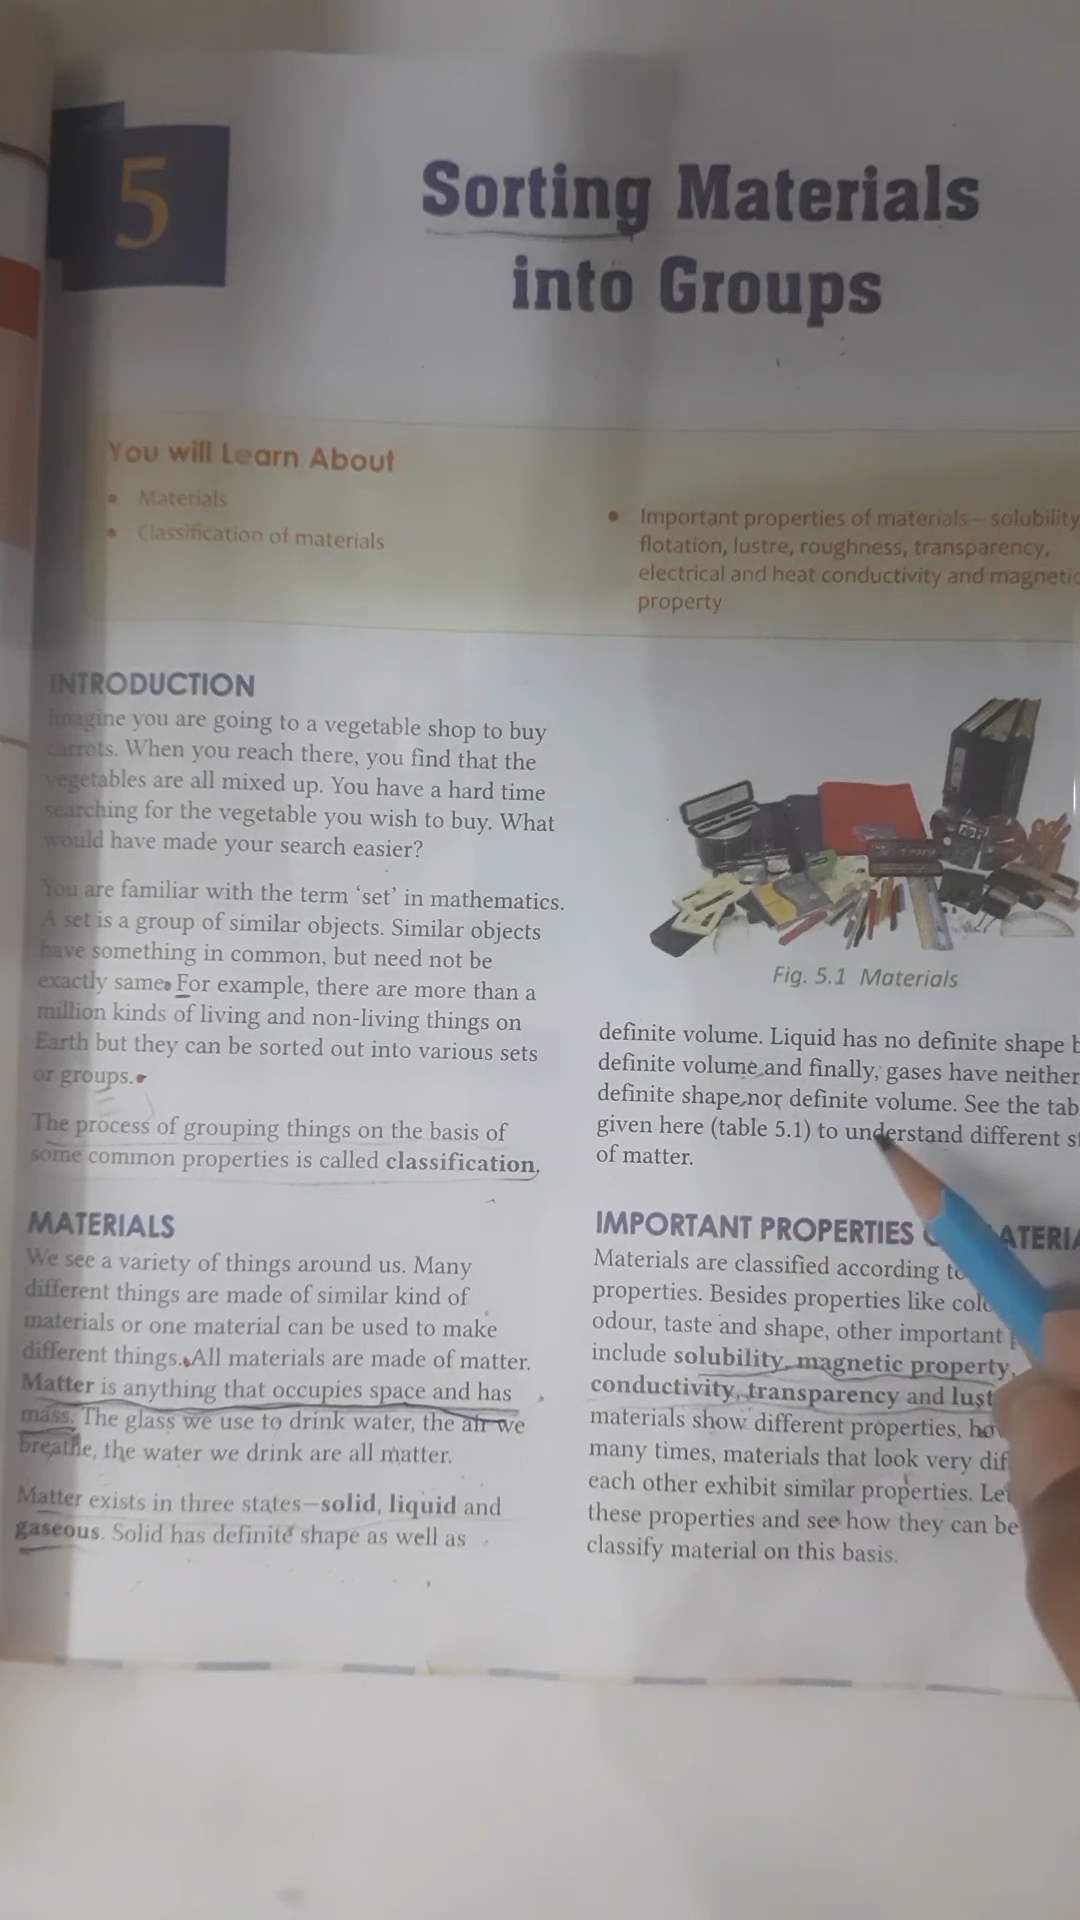 5
Sorting Materials
into Groups
You will Learn About
• Materials
• Classification of materials
• Important properties of materials – solubility
flotation, lustre, roughness, transparency,
electrical and heat conductivity and magnetic
property
INTRODUCTION
Imagine you are going to a vegetable shop to buy
carrots. When you reach there, you find that the
vegetables are all mixed up. You have a hard time
searching for the vegetable you wish to buy. What
would have made your search easier?
You are familiar with the term ‘set’ in mathematics.
A set is a group of similar objects. Similar objects
have something in common, but need not be
exactly same. For example, there are more than a
million kinds of living and non-living things on
Earth but they can be sorted out into various sets
or groups.
The process of grouping things on the basis of
some common properties is called classification.
MATERIALS
We see a variety of things around us. Many
different things are made of similar kind of
materials or one material can be used to make
different things. All materials are made of matter.
Matter is anything that occupies space and has
mass. The glass we use to drink water, the air we
breathe, the water we drink are all matter.
Matter exists in three states—solid, liquid and
gaseous. Solid has definite shape as well as
Fig. 5.1 Materials
definite volume. Liquid has no definite shape
definite volume and finally, gases have neither
definite shape nor definite volume. See the
given here (table 5.1) to understand different
of matter.
IMPORTANT PROPERTIES
Materials are classified according
properties. Besides properties like
odour, taste and shape, other important
include solubility, magnetic property,
conductivity, transparency and
materials show different properties,
many times, materials that look very
each other exhibit similar properties.
these properties and see how they can be
classify material on this basis.